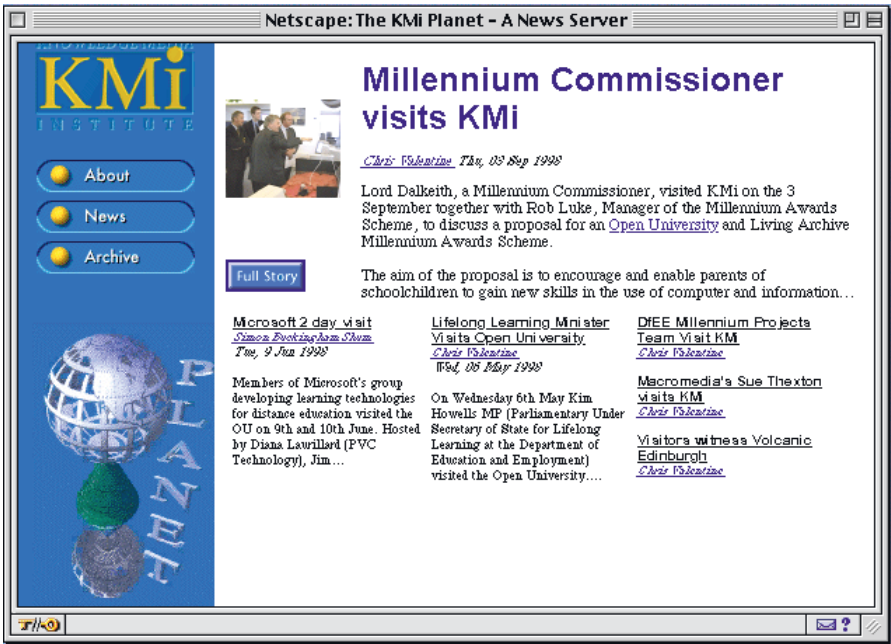 Netscape: The KMi Planet - A News Server
KNOWLEDGE MEDIA
KMi
INSTITUTE
About
News
Archive
PLANET
Millennium Commissioner
visits KMi
Chris Valentine Thu, 03 Sep 1998
Lord Dalkeith, a Millennium Commissioner, visited KMi on the 3
September together with Rob Luke, Manager of the Millennium Awards
Scheme, to discuss a proposal for an Open University and Living Archive
Millennium Awards Scheme.
Full Story
The aim of the proposal is to encourage and enable parents of
schoolchildren to gain new skills in the use of computer and information...
Microsoft 2 day visit
Simon Buckingham Shum
Tue, 9 Jun 1998
Members of Microsoft's group
developing learning technologies
for distance education visited the
OU on 9th and 10th June. Hosted
by Diana Laurillard (PVC
Technology), Jim...
Lifelong Learning Minister
Visits Open University
Chris Valentine
Wed, 06 May 1998
On Wednesday 6th May Kim
Howells MP (Parliamentary Under
Secretary of State for Lifelong
Learning at the Department of
Education and Employment)
visited the Open University....
DfEE Millennium Projects
Team Visit KMi
Chris Valentine
Macromedia's Sue Thexton
visits KMi
Chris Valentine
Visitors witness Volcanic
Edinburgh
Chris Valentine